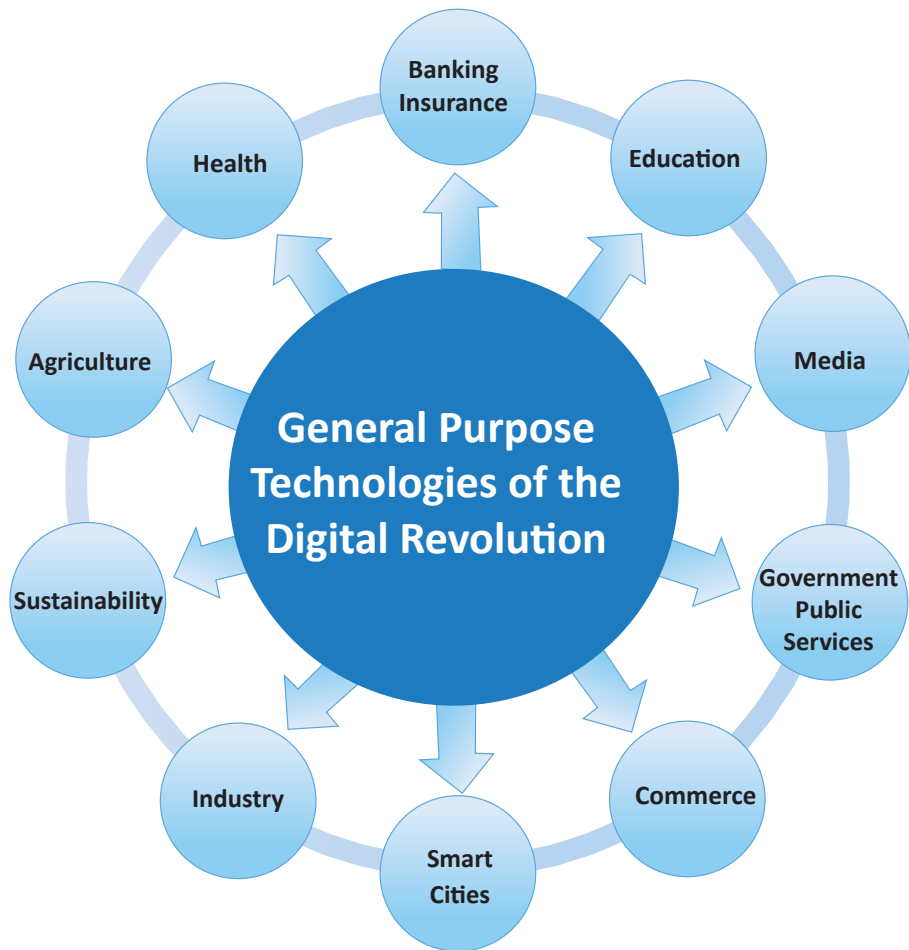 Banking
Insurance
Education
Media
Government
Public
Services
Commerce
Smart
Cities
Industry
Sustainability
Agriculture
Health
General Purpose
Technologies of the
Digital Revolution